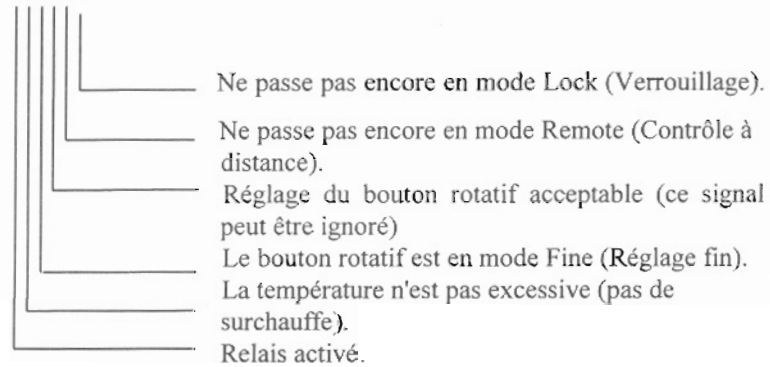 Ne passe pas encore en mode Lock (Verrouillage).
Ne passe pas encore en mode Remote (Contrôle à
distance).
Réglage du bouton rotatif acceptable (ce signal
peut être ignoré)
Le bouton rotatif est en mode Fine (Réglage fin).
La température n'est pas excessive (pas de
surchauffe).
Relais activé.